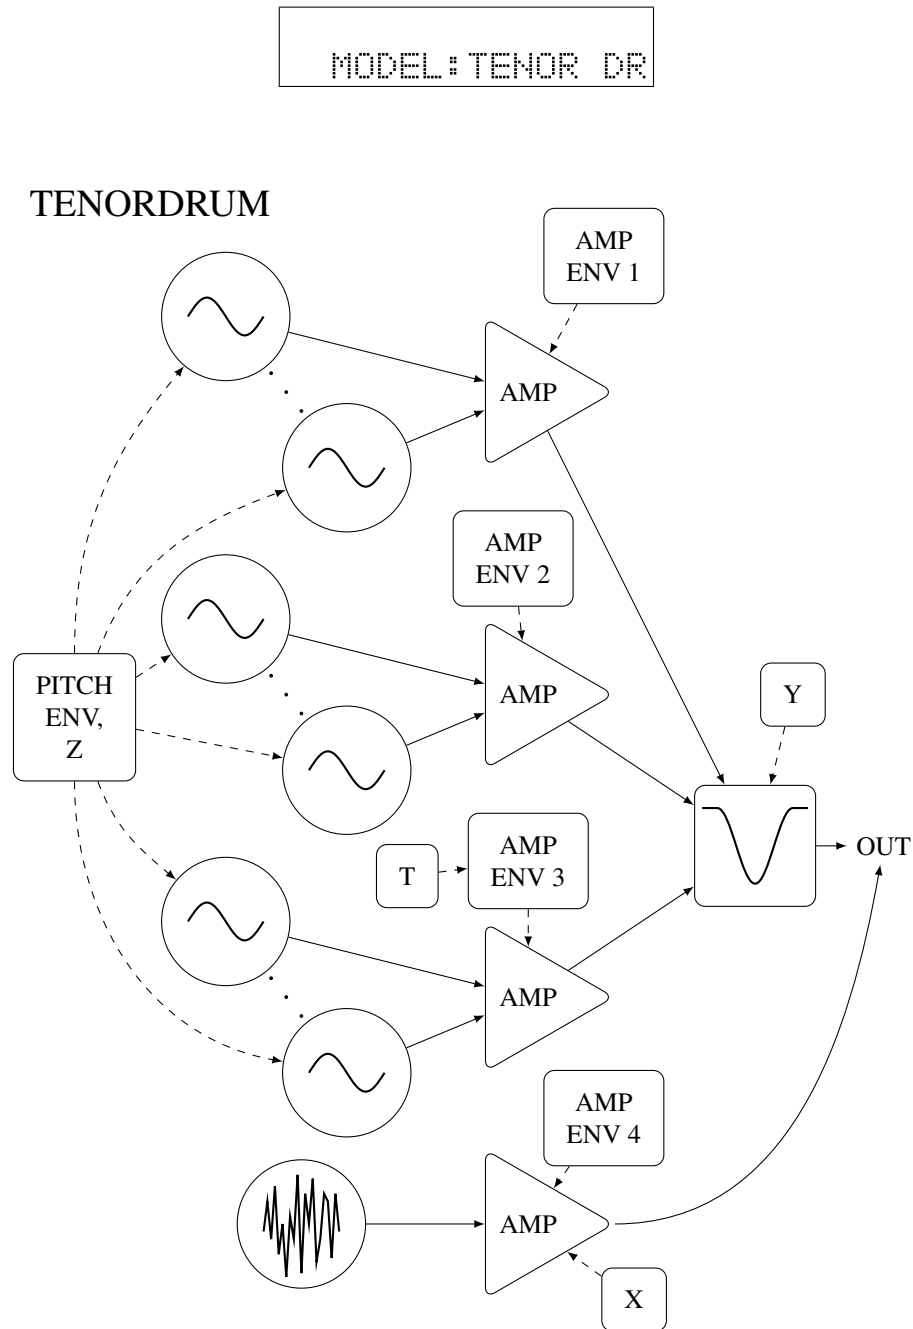 MODEL:TENOR DR
TENORDRUM
AMP
ENV 1
AMP
AMP
ENV 2
AMP
PITCH
ENV,
Z
Y
AMP
ENV 3
T
OUT
AMP
AMP
ENV 4
AMP
X